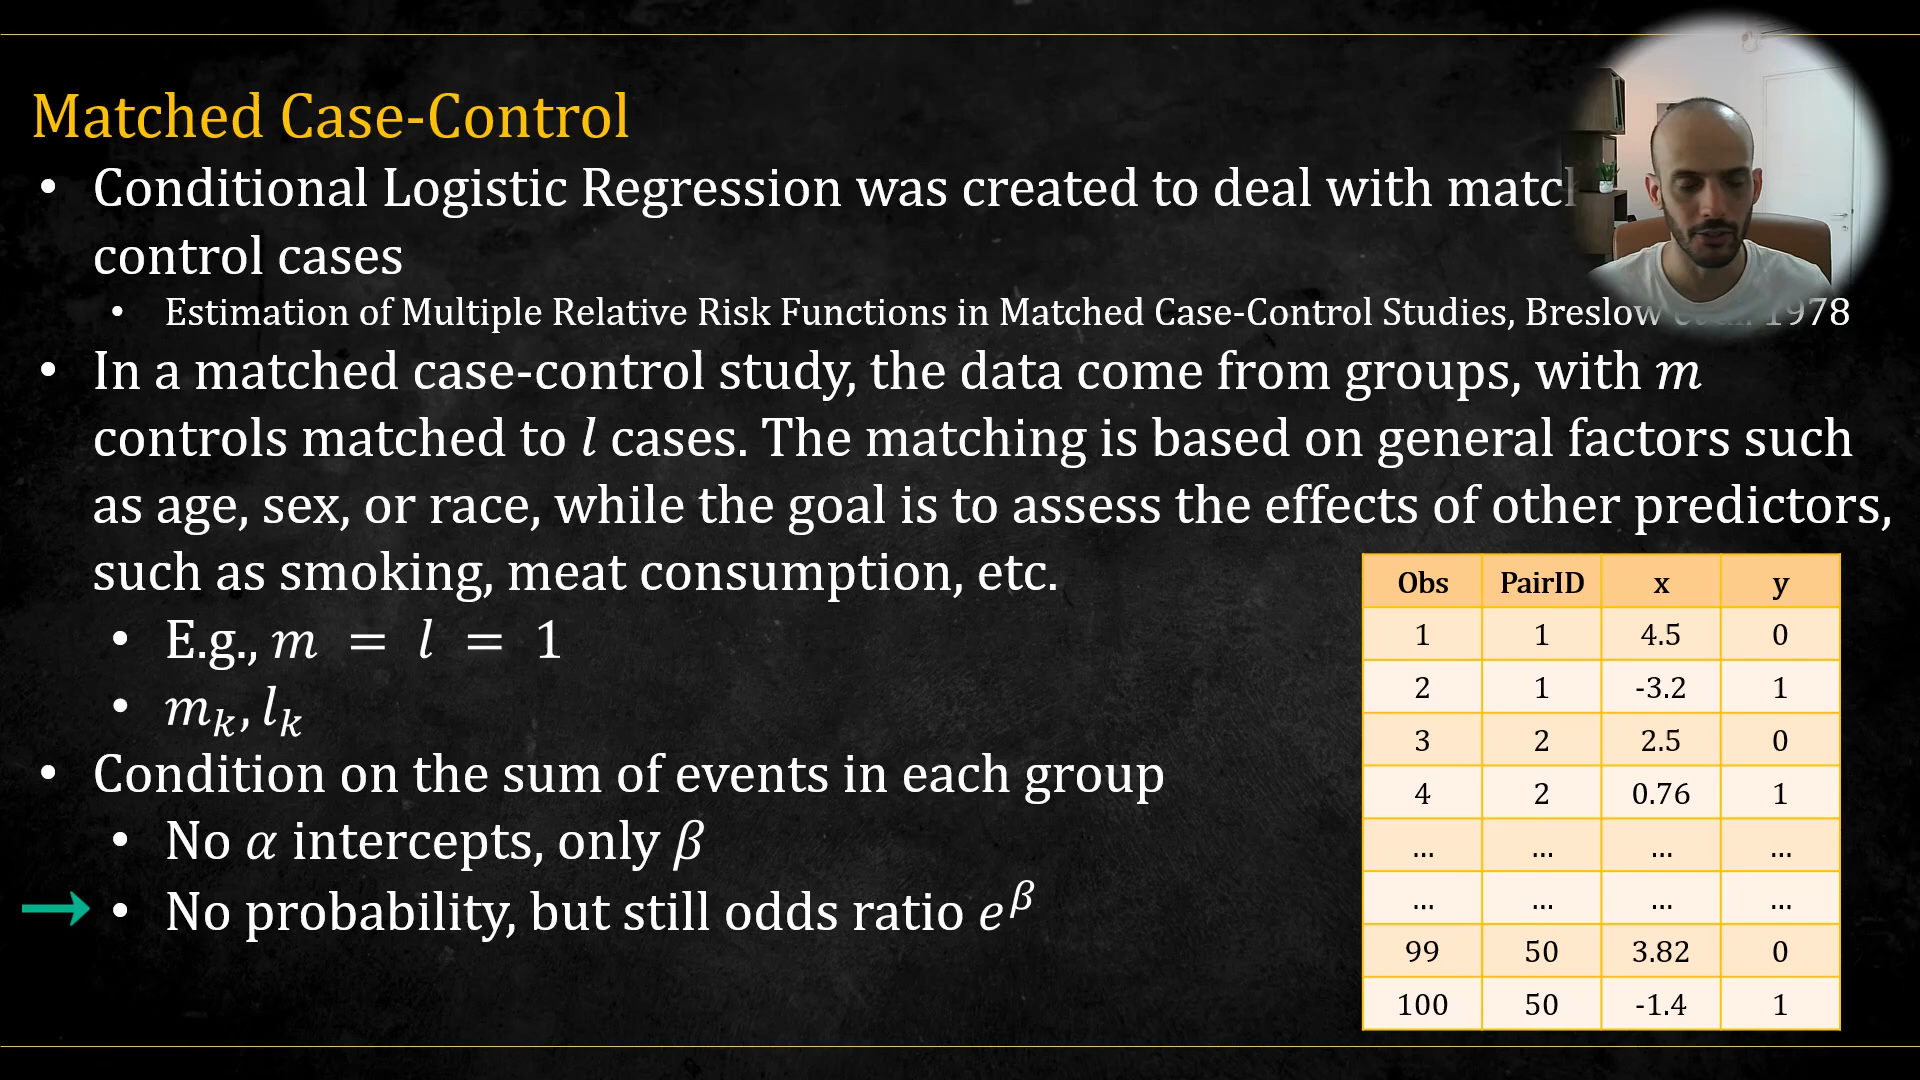 Matched Case-Control
• Conditional Logistic Regression was created to deal with
control cases
• Estimation of Multiple Relative Risk Functions in Matched Case-Control Studies, Breslow 1978
• In a matched case-control study, the data come from groups, with m
controls matched to l cases. The matching is based on general factors such
as age, sex, or race, while the goal is to assess the effects of other predictors,
such as smoking, meat consumption, etc.
• E.g., m = l = 1
• mₖ, lₖ
• Condition on the sum of events in each group
• No α intercepts, only β
• No probability, but still odds ratio e^β
Obs PairID x y
1 1 4.5 0
2 1 -3.2 1
3 2 2.5 0
4 2 0.76 1
... ... ... ...
... ... ... ...
99 50 3.82 0
100 50 -1.4 1